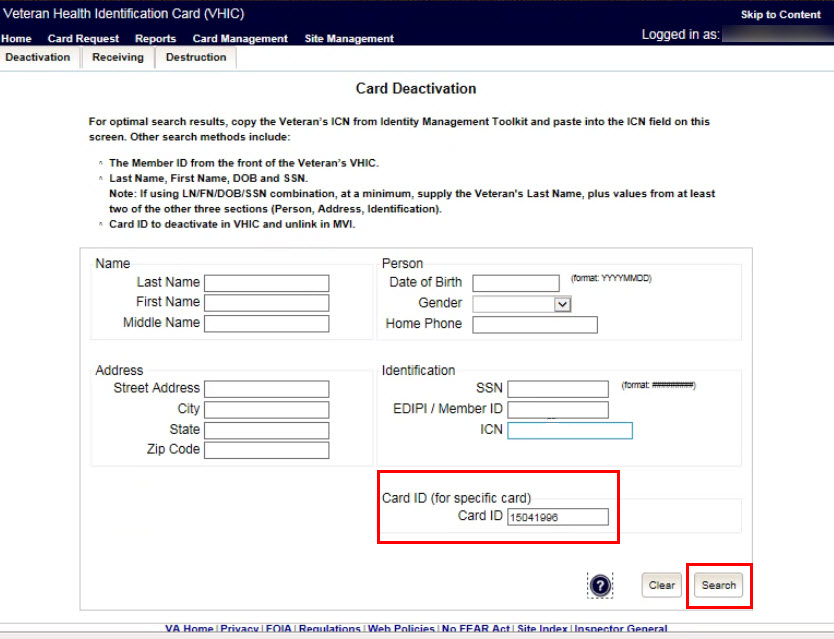 Veteran Health Identification Card (VHIC)
Skip to Content
Home Card Request Reports Card Management Site Management
Logged in as:
Deactivation Receiving Destruction
Card Deactivation
For optimal search results, copy the Veteran's ICN from Identity Management Toolkit and paste into the ICN field on this
screen. Other search methods include:
^ The Member ID from the front of the Veteran's VHIC.
^ Last Name, First Name, DOB and SSN.
Note: If using LN/FN/DOB/SSN combination, at a minimum, supply the Veteran's Last Name, plus values from at least
two of the other three sections (Person, Address, Identification).
^ Card ID to deactivate in VHIC and unlink in MVI.
Name
Last Name
First Name
Middle Name
Person
Date of Birth (format: YYYYMMDD)
Gender
Home Phone
Address
Street Address
City
State
Zip Code
Identification
SSN (format: #########)
EDIPI / Member ID
ICN
Card ID (for specific card)
Card ID 15041996
? Clear Search
VA Home | Privacy | FOIA | Regulations | Web Policies | No FEAR Act | Site Index | Inspector General